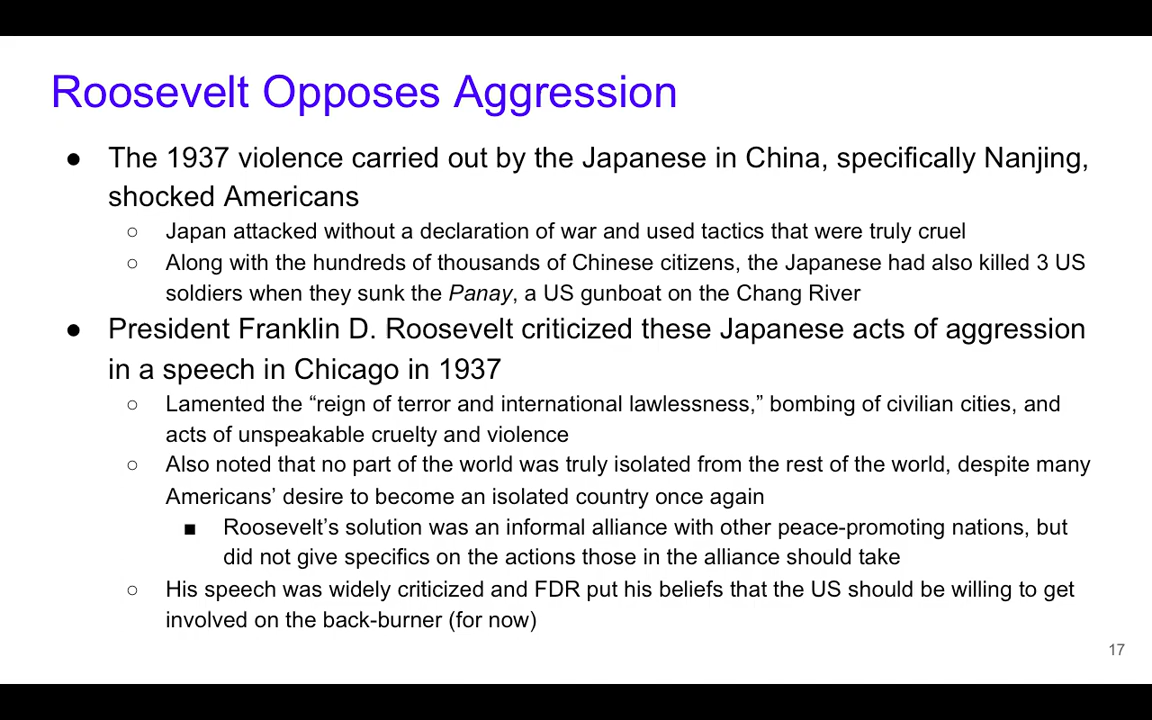 Roosevelt Opposes Aggression
● The 1937 violence carried out by the Japanese in China, specifically Nanjing,
shocked Americans
○ Japan attacked without a declaration of war and used tactics that were truly cruel
○ Along with the hundreds of thousands of Chinese citizens, the Japanese had also killed 3 US
soldiers when they sunk the Panay, a US gunboat on the Chang River
● President Franklin D. Roosevelt criticized these Japanese acts of aggression
in a speech in Chicago in 1937
○ Lamented the “reign of terror and international lawlessness,” bombing of civilian cities, and
acts of unspeakable cruelty and violence
○ Also noted that no part of the world was truly isolated from the rest of the world, despite many
Americans’ desire to become an isolated country once again
■ Roosevelt’s solution was an informal alliance with other peace-promoting nations, but
did not give specifics on the actions those in the alliance should take
○ His speech was widely criticized and FDR put his beliefs that the US should be willing to get
involved on the back-burner (for now)
17